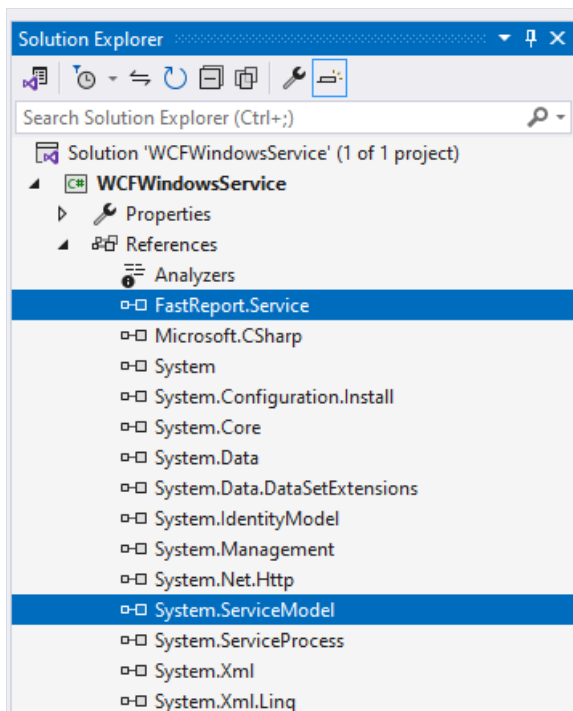 Solution Explorer
Search Solution Explorer (Ctrl+;)
Solution 'WCFWindowsService' (1 of 1 project)
C# WCFWindowsService
Properties
References
Analyzers
FastReport.Service
Microsoft.CSharp
System
System.Configuration.Install
System.Core
System.Data
System.Data.DataSetExtensions
System.IdentityModel
System.Management
System.Net.Http
System.ServiceModel
System.ServiceProcess
System.Xml
System.Xml.Linq